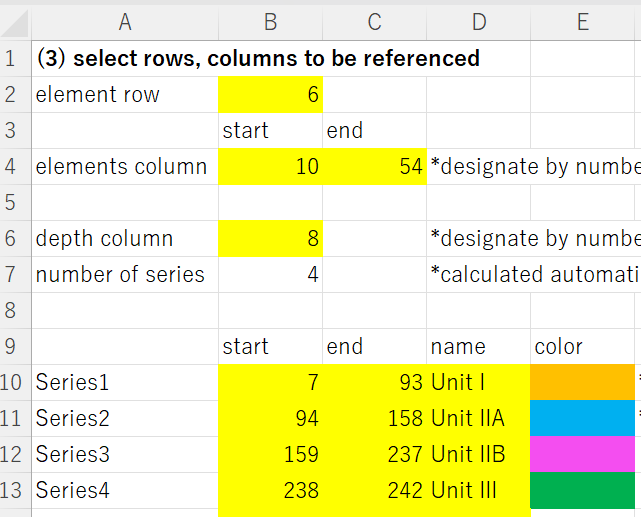 A B C D E
1 (3) select rows, columns to be referenced
2 element row 6
3 start end
4 elements column 10 54 *designate by numbe
5
6 depth column 8 *designate by numbe
7 number of series 4 *calculated automati
8
9 start end name color
10 Series1 7 93 Unit I *
11 Series2 94 158 Unit IIA *
12 Series3 159 237 Unit IIB
13 Series4 238 242 Unit III